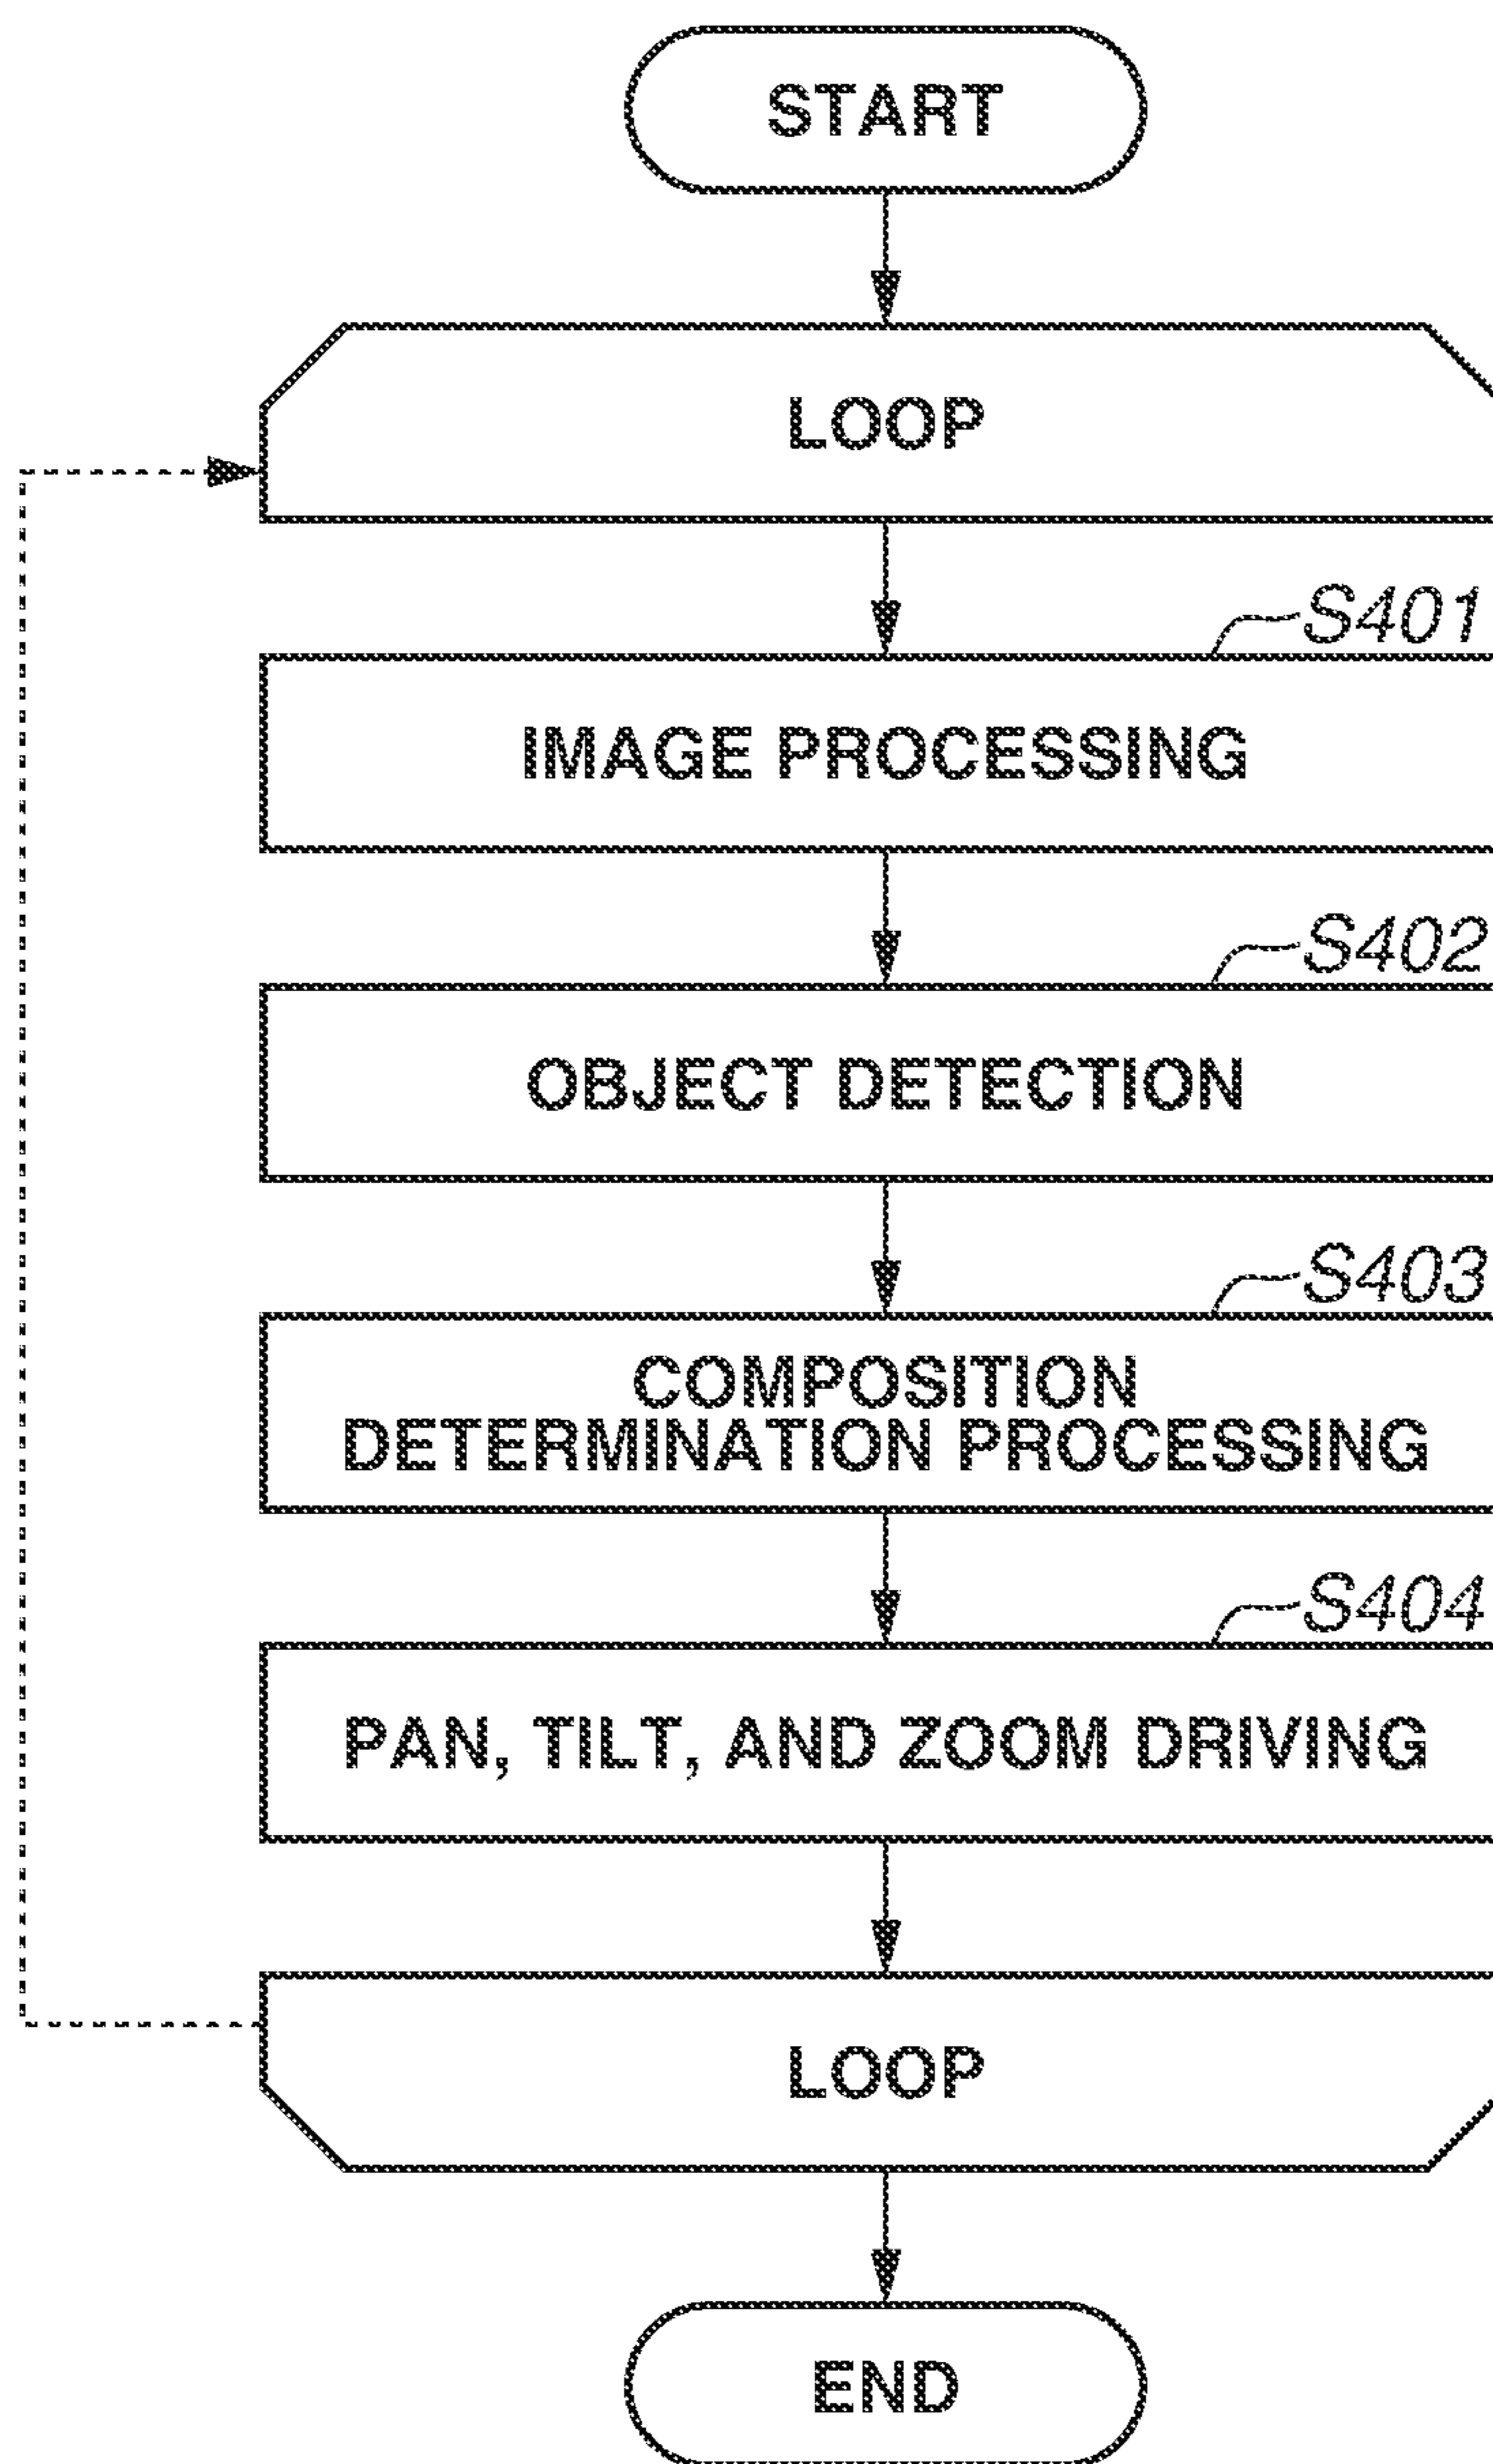 START
LOOP
S401
IMAGE PROCESSING
S402
OBJECT DETECTION
S403
COMPOSITION
DETERMINATION PROCESSING
S404
PAN, TILT, AND ZOOM DRIVING
LOOP
END